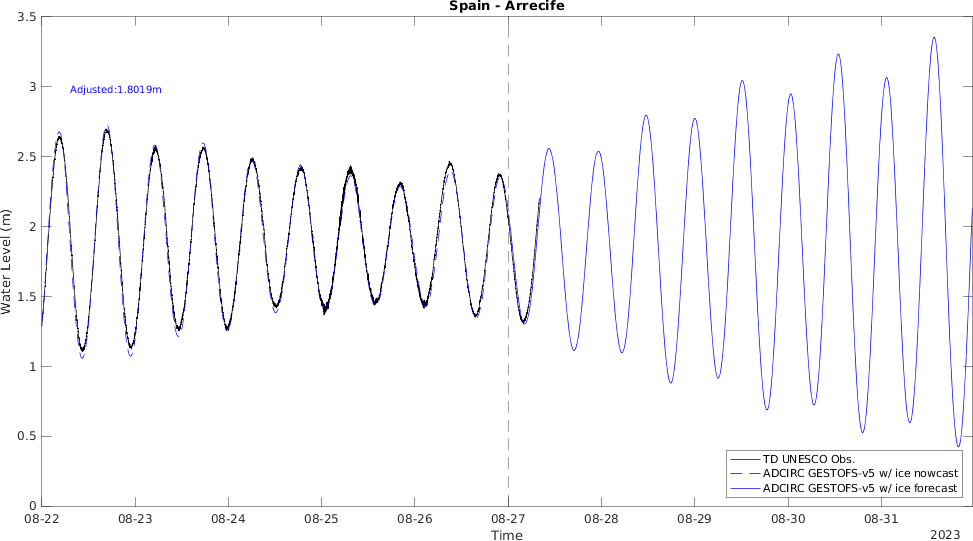 Spain - Arrecife
3.5
3
2.5
2
1.5
1
0.5
0
Water Level (m)
Adjusted:1.8019m
TD UNESCO Obs.
ADCIRC GESTOFS-v5 w/ ice nowcast
ADCIRC GESTOFS-v5 w/ ice forecast
08-22 08-23 08-24 08-25 08-26 08-27 08-28 08-29 08-30 08-31
Time
2023